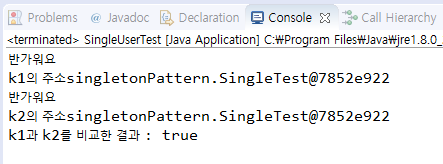 Problems @ Javadoc Declaration Console Call Hierarchy
<terminated> SingleUserTest [Java Application] C:₩Program Files₩Java₩jre1.8.0_
반가워요
k1의 주소singletonPattern.SingleTest@7852e922
반가워요
k2의 주소singletonPattern.SingleTest@7852e922
k1과 k2를 비교한 결과 : true